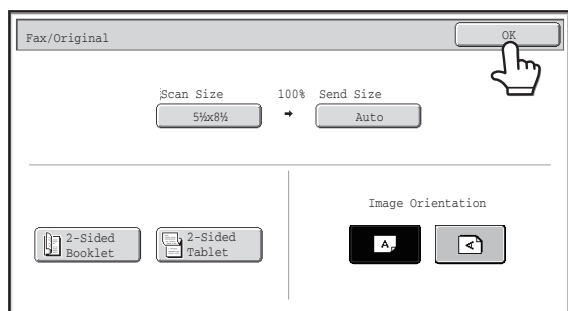 Fax/Original
OK
Scan Size 100% Send Size
5½x8½ Auto
Image Orientation
2-Sided
Booklet
2-Sided
Tablet
A
A